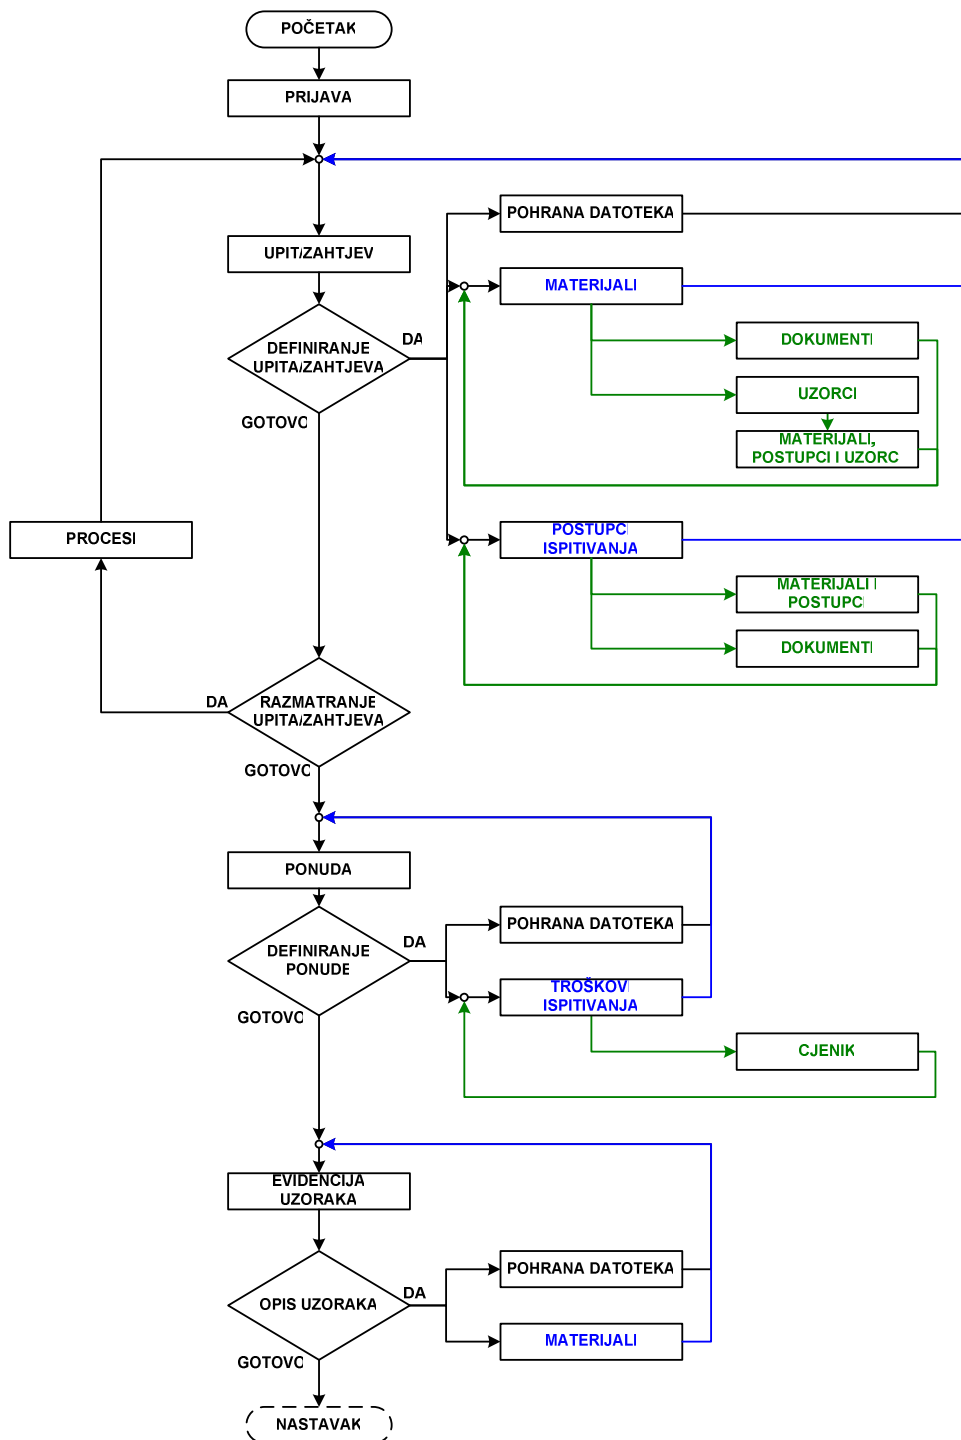 POČETAK
PRIJAVA
POHRANA DATOTEKA
UPIT/ZAHTJEV
MATERIJALI
DA
DEFINIRANJE
UPITA/ZAHTJEVA
DOKUMENTI
UZORCI
GOTOVO
MATERIJALI,
POSTUPCI I UZORC
PROCESI
POSTUPCI
ISPITIVANJA
MATERIJALI I
POSTUPCI
DOKUMENTI
DA
RAZMATRANJE
UPITA/ZAHTJEVA
GOTOVO
PONUDA
POHRANA DATOTEKA
DA
DEFINIRANJE
PONUDE
TROŠKOVI
ISPITIVANJA
GOTOVO
CJENIK
EVIDENCIJA
UZORAKA
POHRANA DATOTEKA
DA
OPIS UZORAKA
MATERIJALI
GOTOVO
NASTAVAK